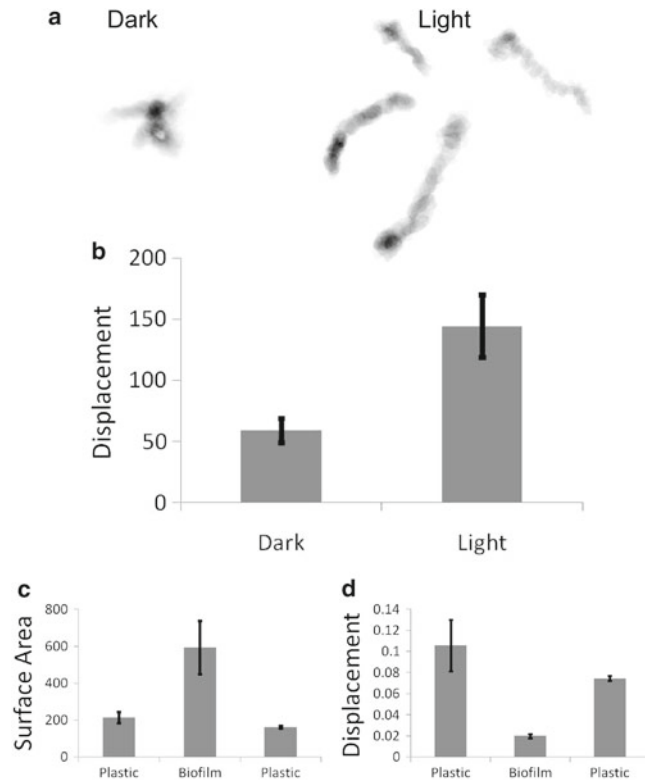 a Dark Light
b
200
150
100
50
0
Displacement
Dark Light
c
800
600
400
200
0
Surface Area
Plastic Biofilm Plastic
d
0.14
0.12
0.1
0.08
0.06
0.04
0.02
0
Displacement
Plastic Biofilm Plastic